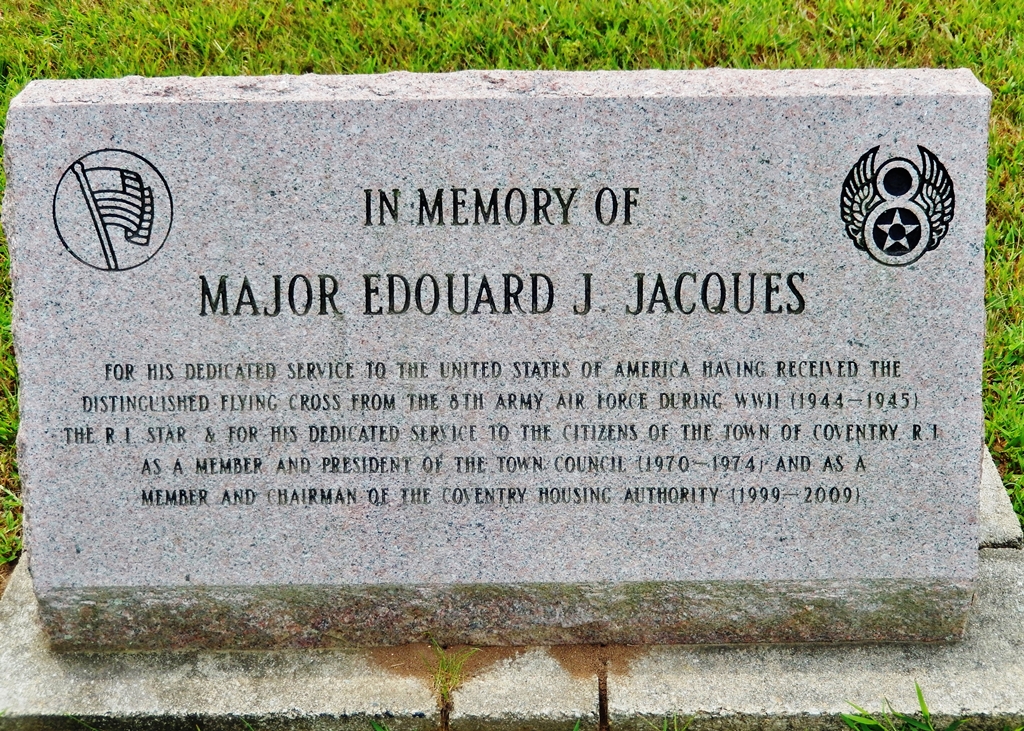 IN MEMORY OF
MAJOR EDOUARD J. JACQUES
FOR HIS DEDICATED SERVICE TO THE UNITED STATES OF AMERICA HAVING RECEIVED THE
DISTINGUISHED FLYING CROSS FROM THE 8TH ARMY AIR FORCE DURING WWII (1944-1945)
THE R.I. STAR & FOR HIS DEDICATED SERVICE TO THE CITIZENS OF THE TOWN OF COVENTRY, R.I.
AS A MEMBER AND PRESIDENT OF THE TOWN COUNCIL (1970-1974) AND AS A
MEMBER AND CHAIRMAN OF THE COVENTRY HOUSING AUTHORITY (1999-2009).